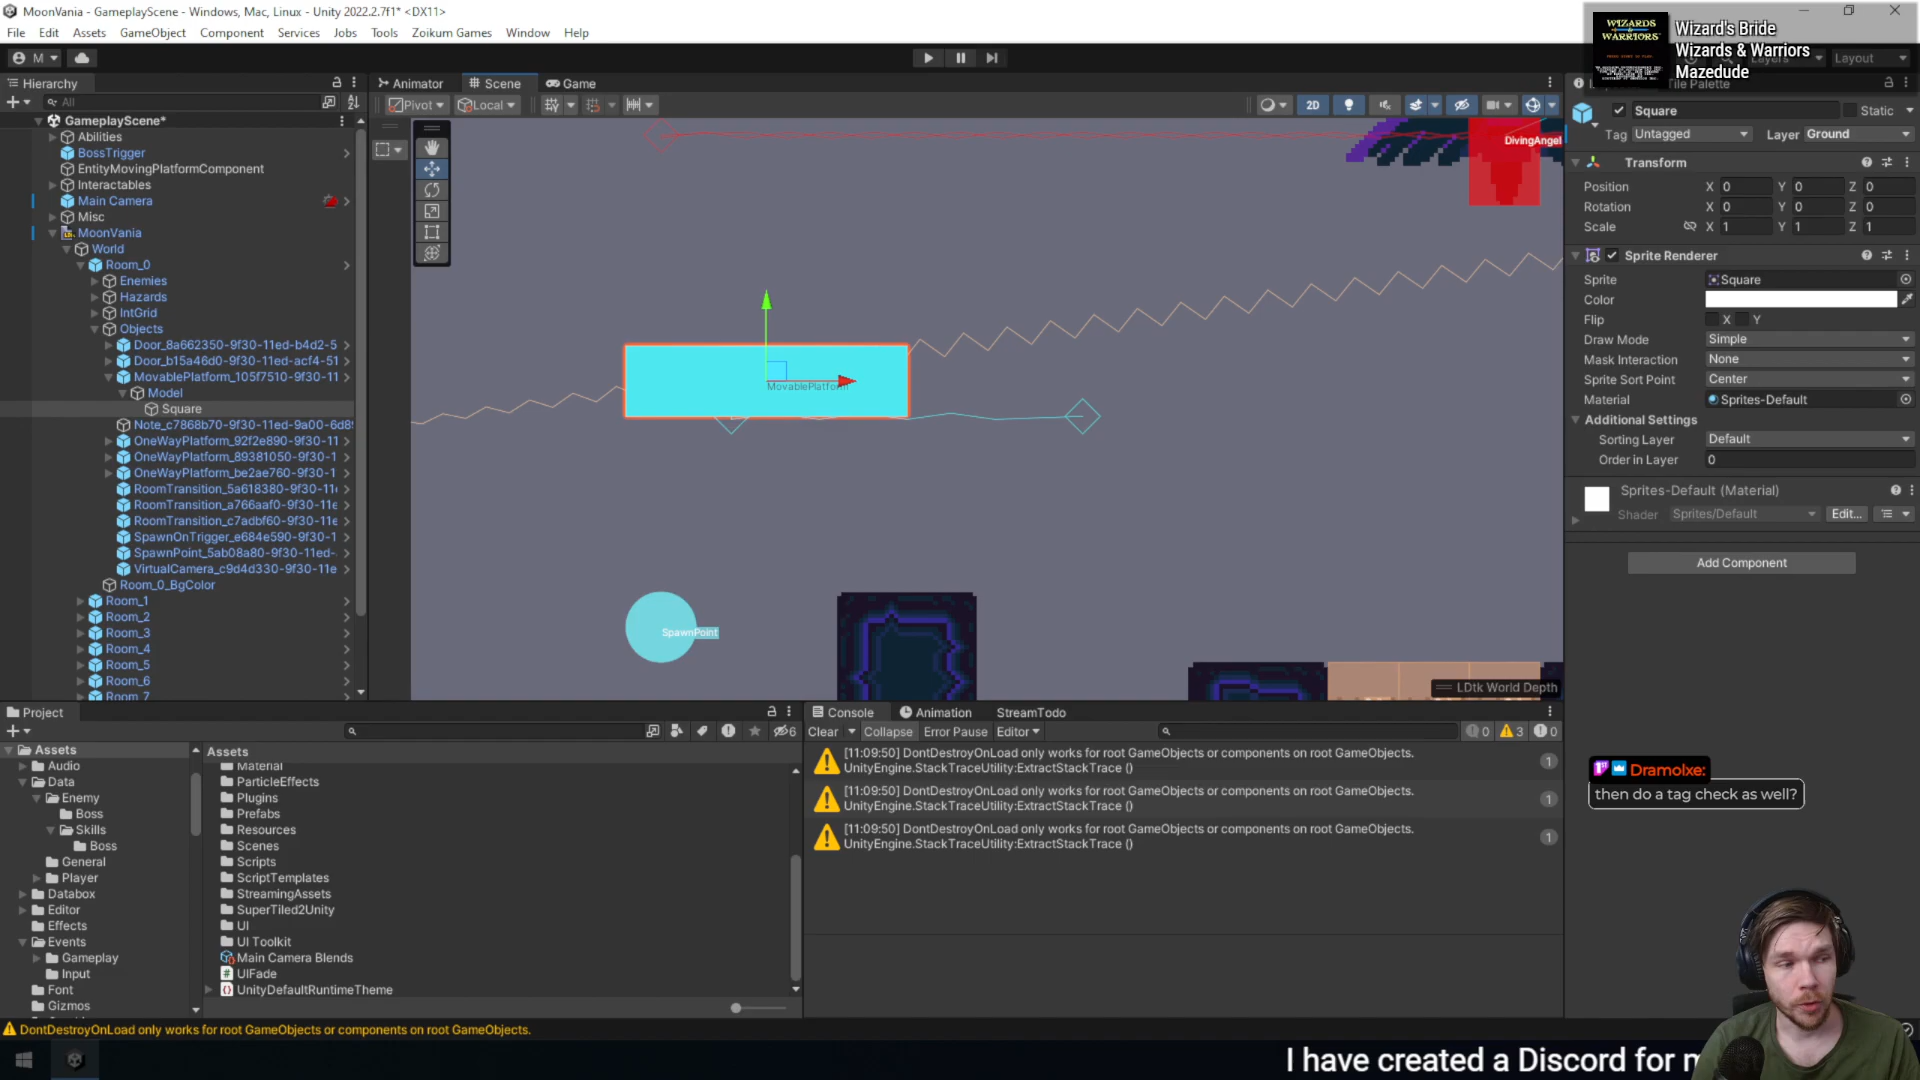 MoonVania - GameplayScene - Windows, Mac, Linux - Unity 2022.2.7f1* <DX11>
File Edit Assets GameObject Component Services Jobs Tools Zoikum Games Window Help
WIZARDS & WARRIORS
Wizard's Bride
Wizards & Warriors
Mazedude
M
Layers
Layout
Hierarchy
Animator
Scene
Game
Tile Palette
All
Pivot
Local
2D
GameplayScene*
Abilities
BossTrigger
EntityMovingPlatformComponent
Interactables
Main Camera
Misc
MoonVania
World
Room_0
Enemies
Hazards
IntGrid
Objects
Door_8a662350-9f30-11ed-b4d2-5
Door_b15a46d0-9f30-11ed-acf4-51
MovablePlatform_105f7510-9f30-11
Model
Square
Note_c7868b70-9f30-11ed-9a00-6d8
OneWayPlatform_92f2e890-9f30-11
OneWayPlatform_89381050-9f30-1
OneWayPlatform_be2ae760-9f30-11
RoomTransition_5a618380-9f30-11
RoomTransition_a766aaf0-9f30-11e
RoomTransition_c7adbf60-9f30-11e
SpawnOnTrigger_e684e590-9f30-1
SpawnPoint_5ab08a80-9f30-11ed-
VirtualCamera_c9d4d330-9f30-11e
Room_0_BgColor
Room_1
Room_2
Room_3
Room_4
Room_5
Room_6
Room_7
DivingAngel
MovablePlatform
SpawnPoint
LDtk World Depth
Square
Static
Tag Untagged Layer Ground
Transform
Position X 0 Y 0 Z 0
Rotation X 0 Y 0 Z 0
Scale X 1 Y 1 Z 1
Sprite Renderer
Sprite Square
Color
Flip X Y
Draw Mode Simple
Mask Interaction None
Sprite Sort Point Center
Material Sprites-Default
Additional Settings
Sorting Layer Default
Order in Layer 0
Sprites-Default (Material)
Shader Sprites/Default Edit...
Add Component
Project
6
Assets
Audio
Data
Enemy
Boss
Skills
Boss
General
Player
Databox
Editor
Effects
Events
Gameplay
Input
Font
Gizmos
Assets
Material
ParticleEffects
Plugins
Prefabs
Resources
Scenes
Scripts
ScriptTemplates
StreamingAssets
SuperTiled2Unity
UI
UI Toolkit
Main Camera Blends
UIFade
UnityDefaultRuntimeTheme
Console
Animation
StreamTodo
Clear
Collapse
Error Pause
Editor
0
3
0
[11:09:50] DontDestroyOnLoad only works for root GameObjects or components on root GameObjects.
UnityEngine.StackTraceUtility:ExtractStackTrace ()
1
[11:09:50] DontDestroyOnLoad only works for root GameObjects or components on root GameObjects.
UnityEngine.StackTraceUtility:ExtractStackTrace ()
1
[11:09:50] DontDestroyOnLoad only works for root GameObjects or components on root GameObjects.
UnityEngine.StackTraceUtility:ExtractStackTrace ()
1
Dramolxe:
then do a tag check as well?
DontDestroyOnLoad only works for root GameObjects or components on root GameObjects.
I have created a Discord for m